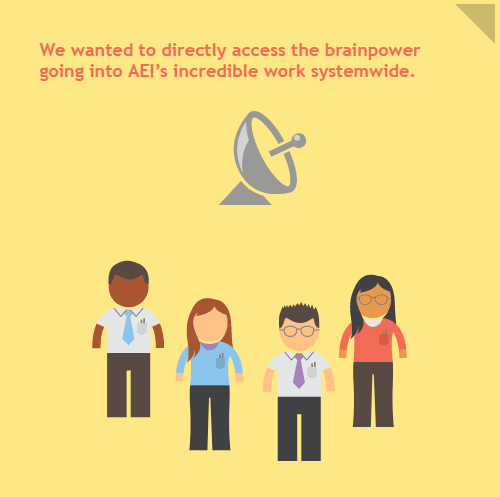 We wanted to directly access the brainpower
going into AEI’s incredible work systemwide.